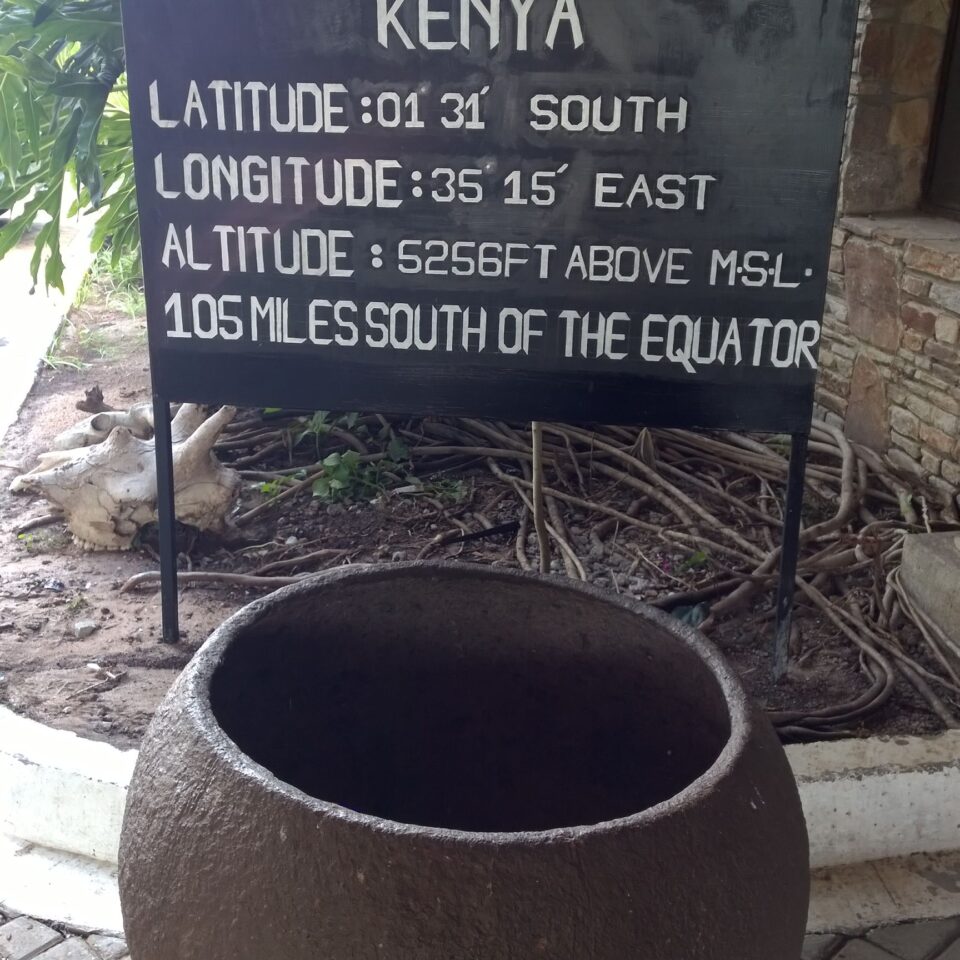 KENYA
LATITUDE :01 31′ SOUTH
LONGITUDE :35 15′ EAST
ALTITUDE : 5256FT ABOVE M·S·L·
105 MILES SOUTH OF THE EQUATOR